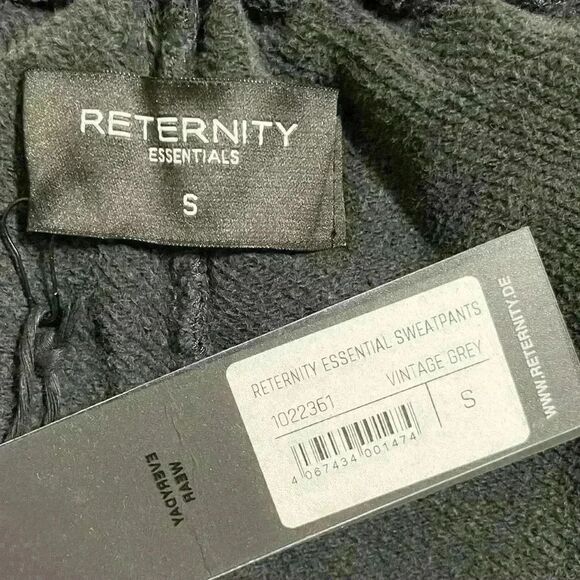 RETERNITY
ESSENTIALS
S
RETERNITY ESSENTIAL SWEATPANTS
1022361
VINTAGE GREY
S
4 067434 001474
WWW.RETERNITY.DE
EVERYDAY
WEAR